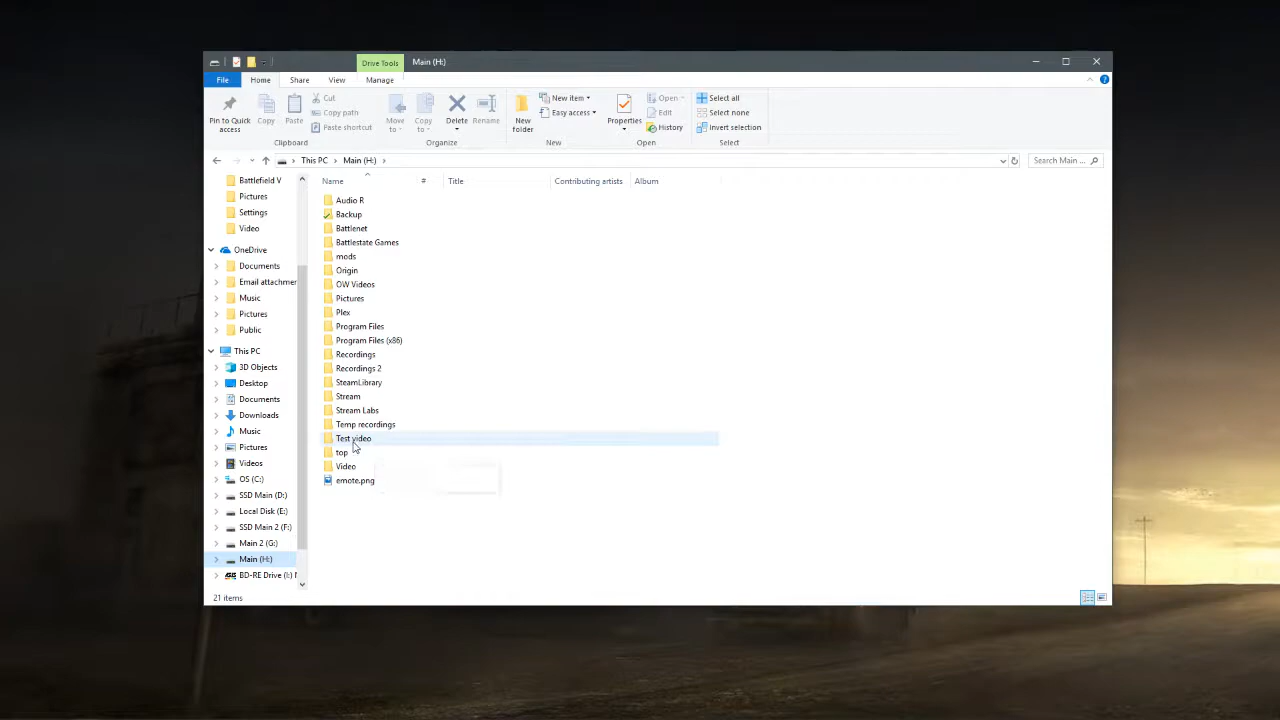 Drive Tools Main (H:)
File Home Share View Manage
Pin to Quick access
Copy
Paste
Cut
Copy path
Paste shortcut
Clipboard
Move to
Copy to
Delete
Rename
Organize
New folder
New item
Easy access
New
Properties
Open
Edit
History
Open
Select all
Select none
Invert selection
Select
This PC > Main (H:) >
Search Main ...
Name # Title Contributing artists Album
Battlefield V
Pictures
Settings
Video
OneDrive
Documents
Email attachmer
Music
Pictures
Public
This PC
3D Objects
Desktop
Documents
Downloads
Music
Pictures
Videos
OS (C:)
SSD Main (D:)
Local Disk (E:)
SSD Main 2 (F:)
Main 2 (G:)
Main (H:)
BD-RE Drive (I:)
Audio R
Backup
Battlenet
Battlestate Games
mods
Origin
OW Videos
Pictures
Plex
Program Files
Program Files (x86)
Recordings
Recordings 2
SteamLibrary
Stream
Stream Labs
Temp recordings
Test video
top
Video
emote.png
21 items